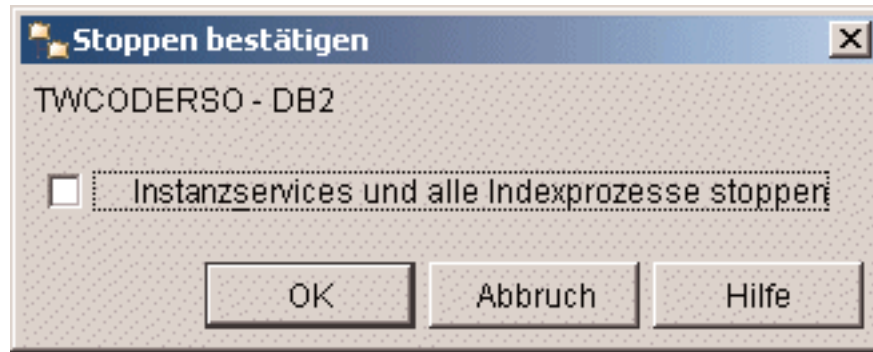 Stoppen bestätigen
TWCODERSO - DB2
Instanzservices und alle Indexprozesse stoppen
OK Abbruch Hilfe